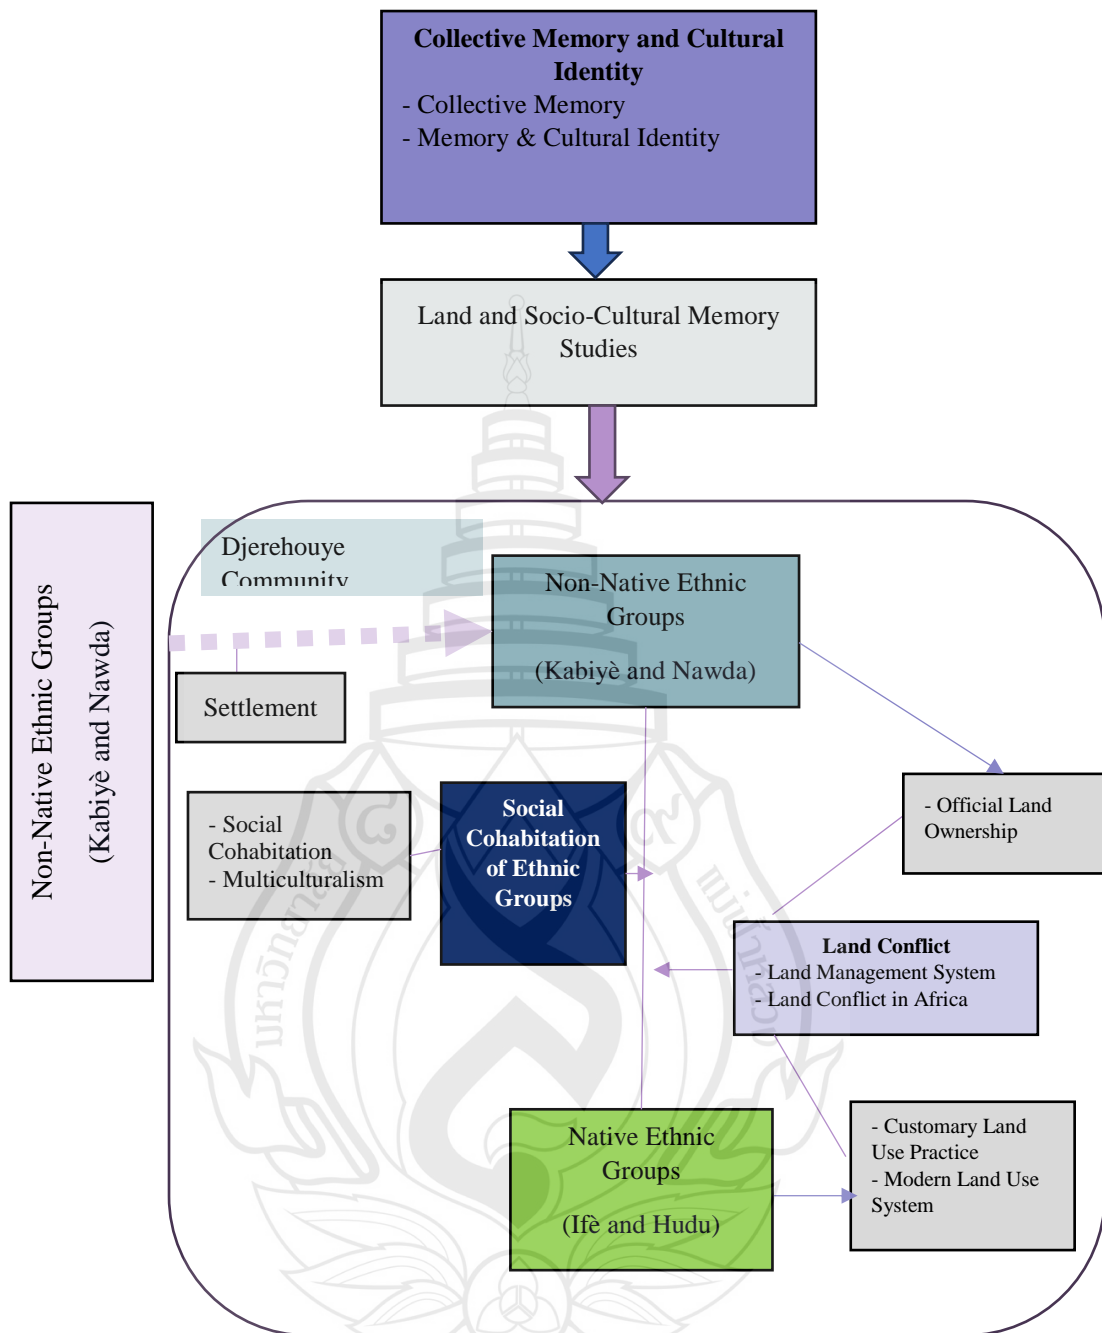 Collective Memory and Cultural
Identity
- Collective Memory
- Memory & Cultural Identity
Land and Socio-Cultural Memory
Studies
Non-Native Ethnic Groups
(Kabiyè and Nawda)
Djerehouye
Community
Non-Native Ethnic
Groups
(Kabiyè and Nawda)
Settlement
- Social
Cohabitation
- Multiculturalism
Social
Cohabitation
of Ethnic
Groups
- Official Land
Ownership
Land Conflict
- Land Management System
- Land Conflict in Africa
Native Ethnic
Groups
(Ifè and Hudu)
- Customary Land
Use Practice
- Modern Land Use
System